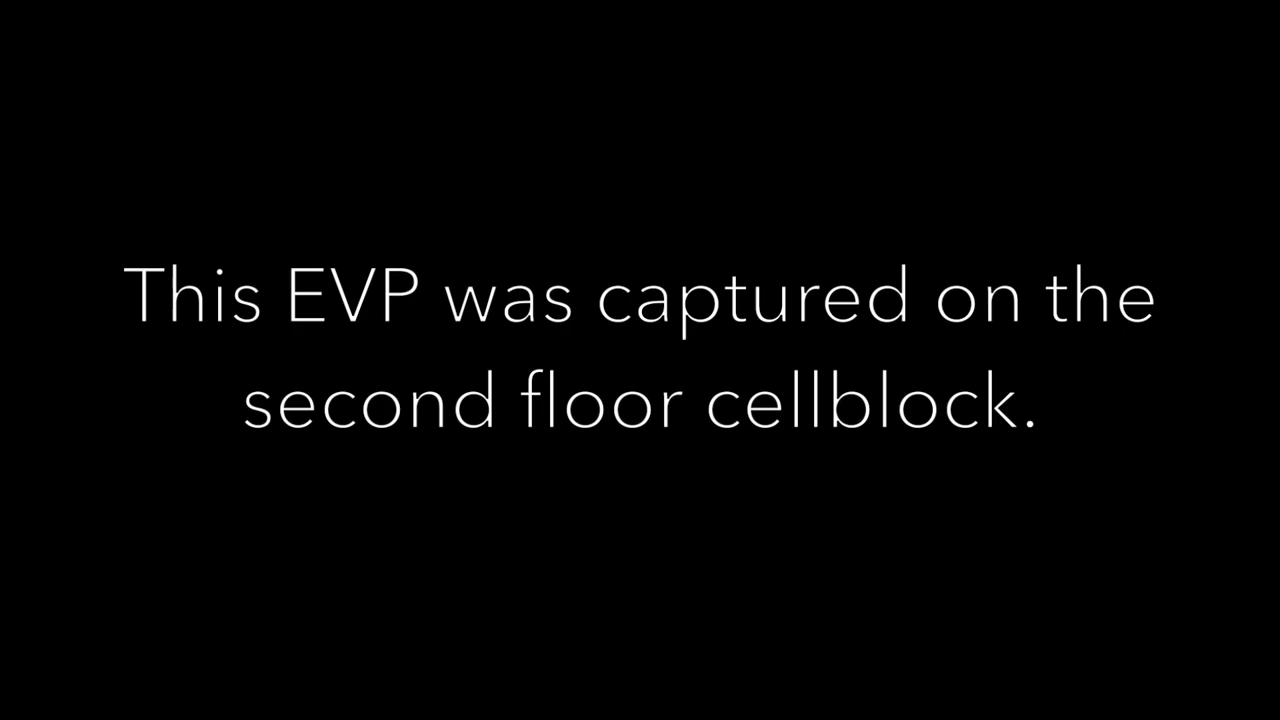 This EVP was captured on the
second floor cellblock.